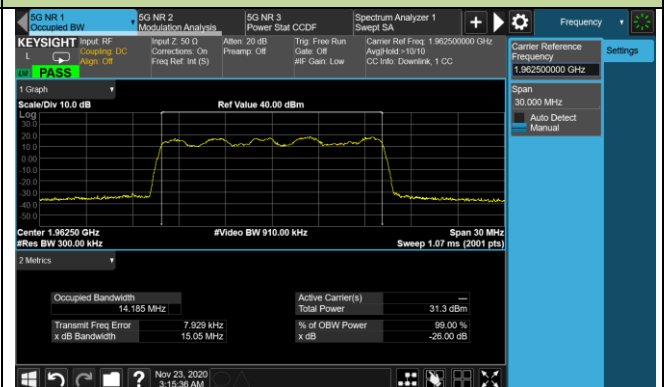 5G NR 1
Occupied BW
5G NR 2
Modulation Analysis
5G NR 3
Power Stat CCDF
Spectrum Analyzer 1
Swept SA
Frequency
KEYSIGHT
L
Input: RF
Coupling: DC
Align: Off
Input Z: 50 Ω
Corrections: On
Freq Ref: Int (S)
Atten: 20 dB
Preamp: Off
Trig: Free Run
Gate: Off
#IF Gain: Low
Carrier Ref Freq: 1.962500000 GHz
Avg|Hold:>10/10
CC Info: Downlink, 1 CC
PASS
Carrier Reference
Frequency
1.962500000 GHz
Settings
Span
30.000 MHz
Auto Detect
Manual
1 Graph
Scale/Div 10.0 dB
Ref Value 40.00 dBm
Log
30.0
20.0
10.0
0.00
-10.0
-20.0
-30.0
-40.0
-50.0
Center 1.96250 GHz
#Video BW 910.00 kHz
Span 30 MHz
#Res BW 300.00 kHz
Sweep 1.07 ms (2001 pts)
2 Metrics
Occupied Bandwidth
14.185 MHz
Active Carrier(s)
---
Total Power
31.3 dBm
Transmit Freq Error
7.929 kHz
% of OBW Power
99.00 %
x dB Bandwidth
15.05 MHz
x dB
-26.00 dB
Nov 23, 2020
3:15:36 AM